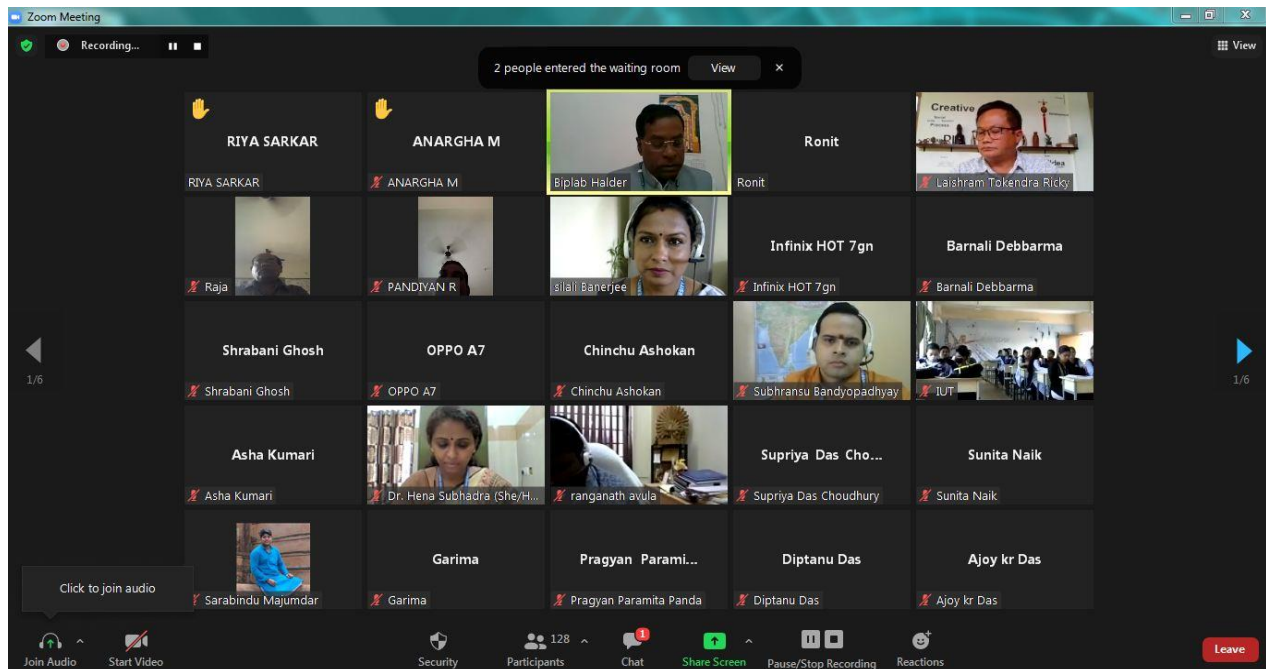 Zoom Meeting
Recording...
2 people entered the waiting room View
View
RIYA SARKAR
RIYA SARKAR
ANARGHA M
ANARGHA M
Biplab Halder
Ronit
Ronit
Creative
Process
Laishram Tokendra Ricky
Raja
PANDIYAN R
silali Banerjee
Infinix HOT 7gn
Infinix HOT 7gn
Barnali Debbarma
Barnali Debbarma
1/6
Shrabani Ghosh
Shrabani Ghosh
OPPO A7
OPPO A7
Chinchu Ashokan
Chinchu Ashokan
Subhransu Bandyopadhyay
IUT
1/6
Asha Kumari
Asha Kumari
Dr. Hena Subhadra (She/H...
ranganath avula
Supriya Das Cho...
Supriya Das Choudhury
Sunita Naik
Sunita Naik
Sarabindu Majumdar
Garima
Garima
Pragyan Parami...
Pragyan Paramita Panda
Diptanu Das
Diptanu Das
Ajoy kr Das
Ajoy kr Das
Click to join audio
Join Audio
Start Video
Security
128
Participants
1
Chat
Share Screen
Pause/Stop Recording
Reactions
Leave